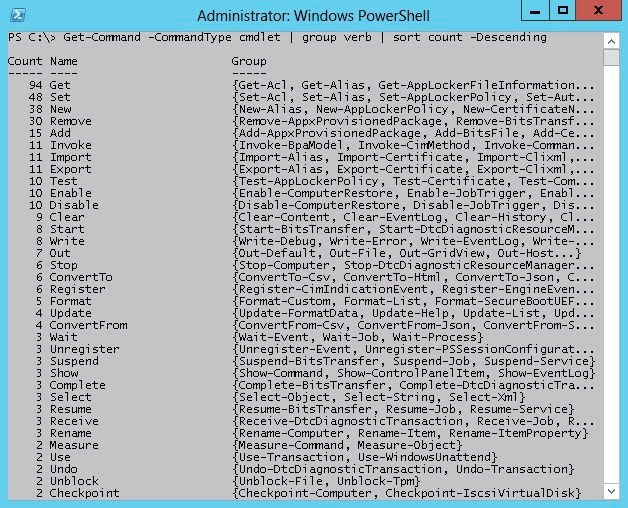 Administrator: Windows PowerShell
PS C:\> Get-Command -CommandType cmdlet | group verb | sort count -Descending
Count Name Group
----- ---- -----
94 Get {Get-Acl, Get-Alias, Get-AppLockerFileInformation...
48 Set {Set-Acl, Set-Alias, Set-AppLockerPolicy, Set-Aut...
38 New {New-Alias, New-AppLockerPolicy, New-CertificateN...
30 Remove {Remove-AppxProvisionedPackage, Remove-BitsTransf...
15 Add {Add-AppxProvisionedPackage, Add-BitsFile, Add-Ce...
11 Invoke {Invoke-BpaModel, Invoke-CimMethod, Invoke-Comman...
11 Import {Import-Alias, Import-Certificate, Import-Clixml,...
11 Export {Export-Alias, Export-Certificate, Export-Clixml,...
10 Test {Test-AppLockerPolicy, Test-Certificate, Test-Com...
10 Enable {Enable-ComputerRestore, Enable-JobTrigger, Enabl...
10 Disable {Disable-ComputerRestore, Disable-JobTrigger, Dis...
9 Clear {Clear-Content, Clear-EventLog, Clear-History, Cl...
8 Start {Start-BitsTransfer, Start-DtcDiagnosticResourceM...
8 Write {Write-Debug, Write-Error, Write-EventLog, Write-...
7 Out {Out-Default, Out-File, Out-GridView, Out-Host...}
6 Stop {Stop-Computer, Stop-DtcDiagnosticResourceManager...
6 ConvertTo {ConvertTo-Csv, ConvertTo-Html, ConvertTo-Json, C...
6 Register {Register-CimIndicationEvent, Register-EngineEven...
5 Format {Format-Custom, Format-List, Format-SecureBootUEF...
4 Update {Update-FormatData, Update-Help, Update-List, Upd...
4 ConvertFrom {ConvertFrom-Csv, ConvertFrom-Json, ConvertFrom-S...
3 Wait {Wait-Event, Wait-Job, Wait-Process}
3 Unregister {Unregister-Event, Unregister-PSSessionConfigurat...
3 Suspend {Suspend-BitsTransfer, Suspend-Job, Suspend-Service}
3 Show {Show-Command, Show-ControlPanelItem, Show-EventLog}
3 Complete {Complete-BitsTransfer, Complete-DtcDiagnosticTra...
3 Select {Select-Object, Select-String, Select-Xml}
3 Resume {Resume-BitsTransfer, Resume-Job, Resume-Service}
3 Receive {Receive-DtcDiagnosticTransaction, Receive-Job, R...
3 Rename {Rename-Computer, Rename-Item, Rename-ItemProperty}
2 Measure {Measure-Command, Measure-Object}
2 Use {Use-Transaction, Use-WindowsUnattend}
2 Undo {Undo-DtcDiagnosticTransaction, Undo-Transaction}
2 Unblock {Unblock-File, Unblock-Tpm}
2 Checkpoint {Checkpoint-Computer, Checkpoint-IscsiVirtualDisk}